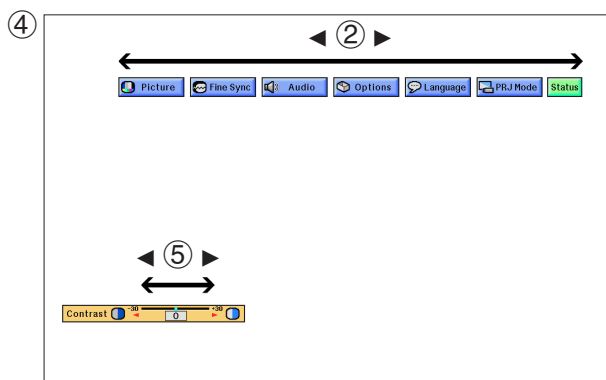 ④
◄ ② ►
Picture Fine Sync Audio Options Language PRJ Mode Status
◄ ⑤ ►
Contrast -30 0 +30